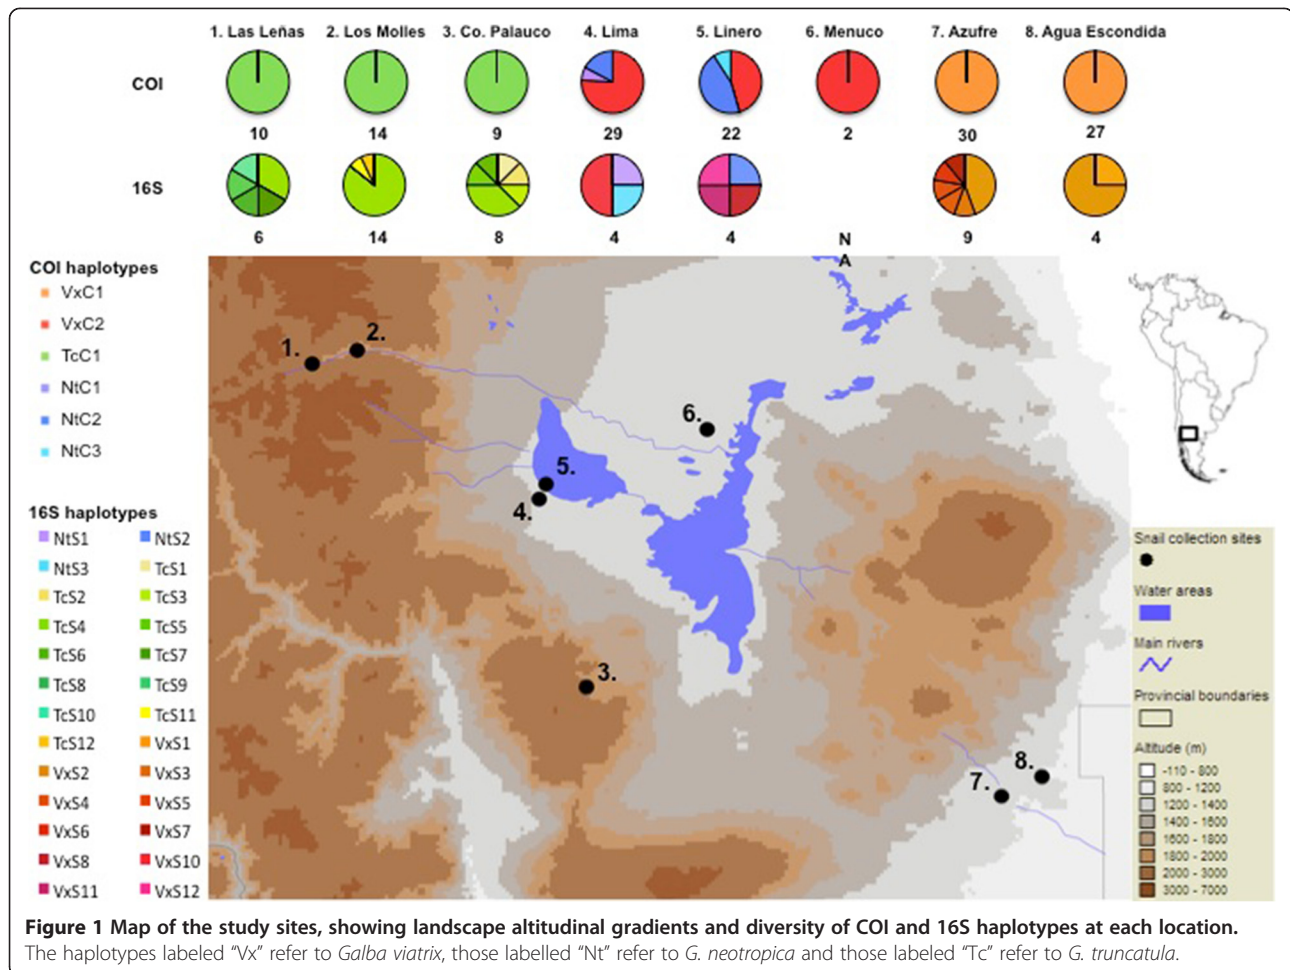 1. Las Leñas 2. Los Molles 3. Co. Palauco 4. Lima 5. Linero 6. Menuco 7. Azufre 8. Agua Escondida
COI
10 14 9 29 22 2 30 27
16S
6 14 8 4 4 N A 9 4
COI haplotypes
VxC1
VxC2
TcC1
NtC1
NtC2
NtC3
16S haplotypes
NtS1 NtS2
NtS3 TcS1
TcS2 TcS3
TcS4 TcS5
TcS6 TcS7
TcS8 TcS9
TcS10 TcS11
TcS12 VxS1
VxS2 VxS3
VxS4 VxS5
VxS6 VxS7
VxS8 VxS10
VxS11 VxS12
1.
2.
6.
5.
4.
3.
8.
7.
Snail collection sites
Water areas
Main rivers
Provincial boundaries
Altitude (m)
-110 - 800
800 - 1200
1200 - 1400
1400 - 1600
1600 - 1800
1800 - 2000
2000 - 3000
3000 - 7000
Figure 1 Map of the study sites, showing landscape altitudinal gradients and diversity of COI and 16S haplotypes at each location.
The haplotypes labeled “Vx” refer to Galba viatrix, those labelled “Nt” refer to G. neotropica and those labeled “Tc” refer to G. truncatula.